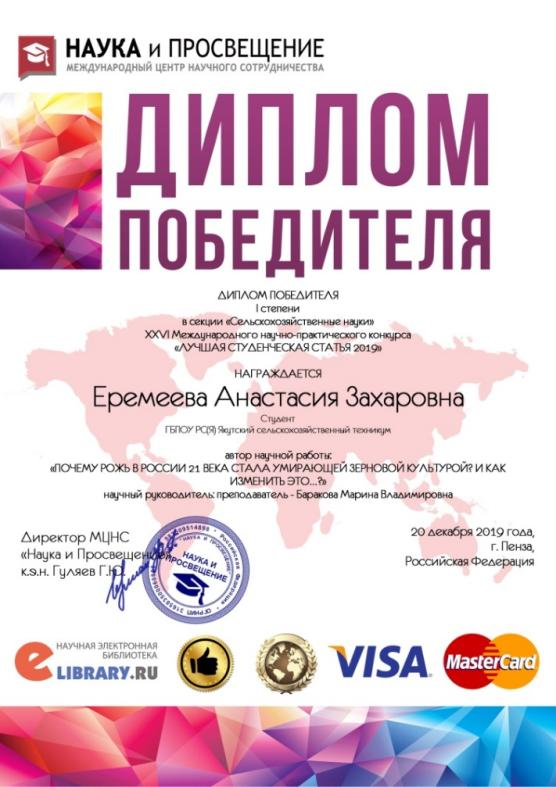 НАУКА и ПРОСВЕЩЕНИЕ
МЕЖДУНАРОДНЫЙ ЦЕНТР НАУЧНОГО СОТРУДНИЧЕСТВА
ДИПЛОМ
ПОБЕДИТЕЛЯ
ДИПЛОМ ПОБЕДИТЕЛЯ
I степени
в секции «Сельскохозяйственные науки»
XXVI Международного научно-практического конкурса
«ЛУЧШАЯ СТУДЕНЧЕСКАЯ СТАТЬЯ 2019»
НАГРАЖДАЕТСЯ
Еремеева Анастасия Захаровна
Студент
ГБПОУ РС(Я) Якутский сельскохозяйственный техникум
автор научной работы:
«ПОЧЕМУ РОЖЬ В РОССИИ 21 ВЕКА СТАЛА УМИРАЮЩЕЙ ЗЕРНОВОЙ КУЛЬТУРОЙ? И КАК
ИЗМЕНИТЬ ЭТО...?»
научный руководитель: преподаватель - Баракова Марина Владимировна
Директор МЦНС
«Наука и Просвещение»
к.э.н. Гуляев Г.Ю.
20 декабря 2019 года,
г. Пенза,
Российская Федерация
НАУКА и
ПРОСВЕЩЕНИЕ
НАУЧНАЯ ЭЛЕКТРОННАЯ
БИБЛИОТЕКА
eLIBRARY.RU
VISA
MasterCard